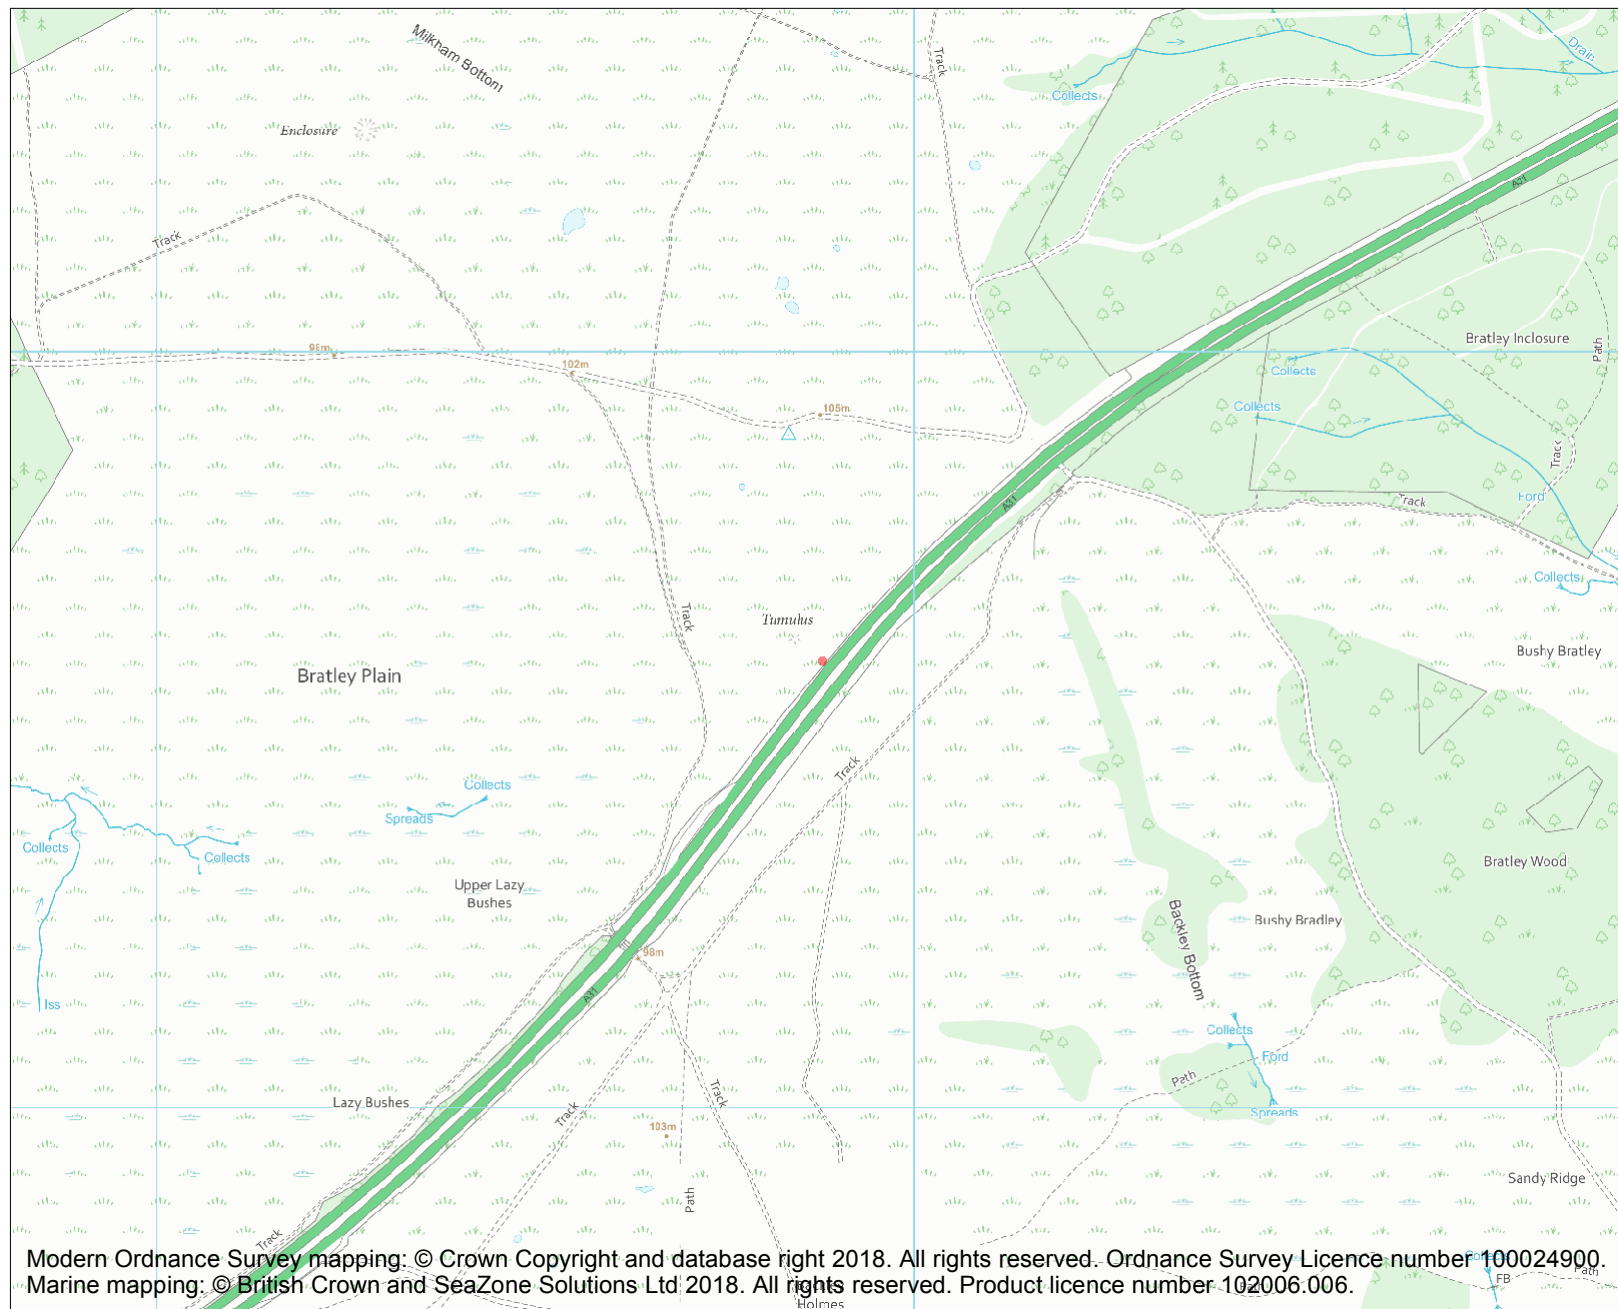 Milkham Bottom
Track
Drain
Collects
Enclosure
A31
Track
Bratley Inclosure
Path
98m
102m
Collects
105m
Collects
Track
Ford
Track
A31
Collects
Track
Tumulus
Bushy Bratley
Bratley Plain
Track
Collects
Spreads
Collects
Collects
Bratley Wood
Upper Lazy
Bushes
Backley Bottom
Bushy Bradley
98m
A31
Iss
Collects
Ford
Path
Track
Lazy Bushes
Track
Spreads
103m
Sandy Ridge
Path
Track
Modern Ordnance Survey mapping: © Crown Copyright and database right 2018. All rights reserved. Ordnance Survey Licence number 100024900.
Marine mapping: © British Crown and SeaZone Solutions Ltd 2018. All rights reserved. Product licence number 102006.006.
Collects
Path
FB
Path
Holmes